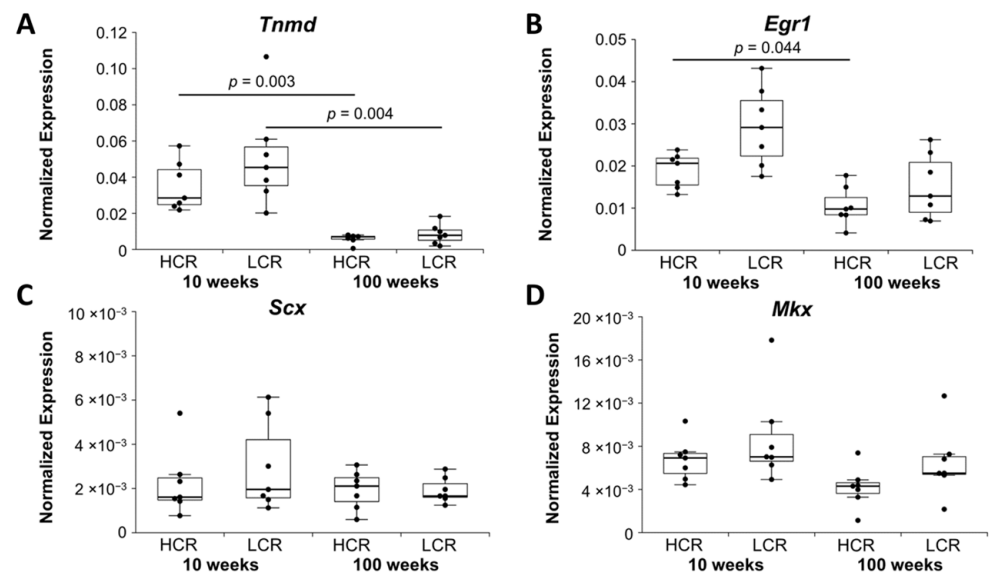 A
Tnmd
Normalized Expression
0.12
0.10
0.08
0.06
0.04
0.02
0
p = 0.003
p = 0.004
HCR LCR HCR LCR
10 weeks 100 weeks
B
Egr1
Normalized Expression
0.05
0.04
0.03
0.02
0.01
0
p = 0.044
HCR LCR HCR LCR
10 weeks 100 weeks
C
Scx
Normalized Expression
10 ×10⁻³
8 ×10⁻³
6 ×10⁻³
4 ×10⁻³
2 ×10⁻³
0
HCR LCR HCR LCR
10 weeks 100 weeks
D
Mkx
Normalized Expression
20 ×10⁻³
16 ×10⁻³
12 ×10⁻³
8 ×10⁻³
4 ×10⁻³
0
HCR LCR HCR LCR
10 weeks 100 weeks